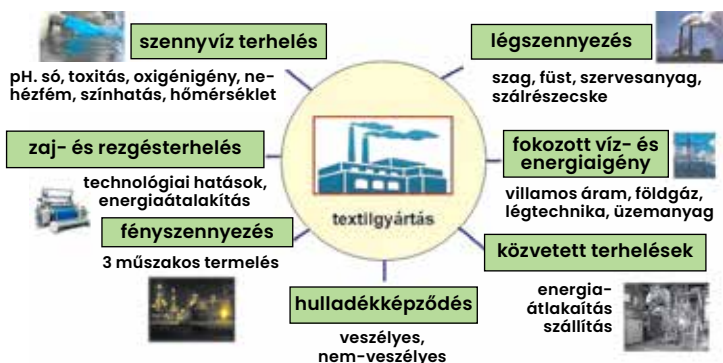 szennyvíz terhelés
pH. só, toxitás, oxigénigény, ne-
hézfém, színhatás, hőmérséklet
légszennyezés
szag, füst, szervesanyag,
szálrészecske
zaj- és rezgésterhelés
technológiai hatások,
energiaátalakítás
fokozott víz- és
energiaigény
villamos áram, földgáz,
légtechnika, üzemanyag
textilgyártás
fényszennyezés
3 műszakos termelés
közvetett terhelések
energia-
átlakaítás
szállítás
hulladékképződés
veszélyes,
nem-veszélyes